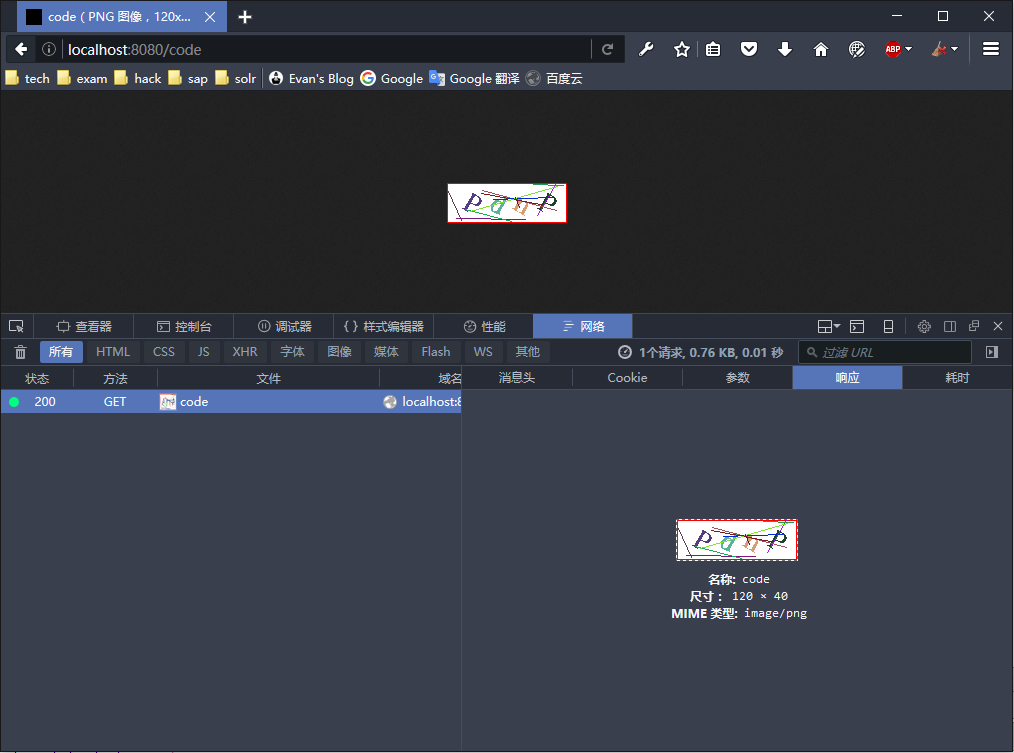 code ( PNG 图像，120x...
localhost:8080/code
ABP
tech exam hack sap solr Evan's Blog Google Google 翻译 百度云
P d n P
查看器 控制台 调试器 {} 样式编辑器 性能 网络
所有 HTML CSS JS XHR 字体 图像 媒体 Flash WS 其他 1个请求, 0.76 KB, 0.01 秒 过滤 URL
状态 方法 文件 域名 消息头 Cookie 参数 响应 耗时
200 GET code localhost:8
P d n P
名称: code
尺寸： 120 × 40
MIME 类型: image/png